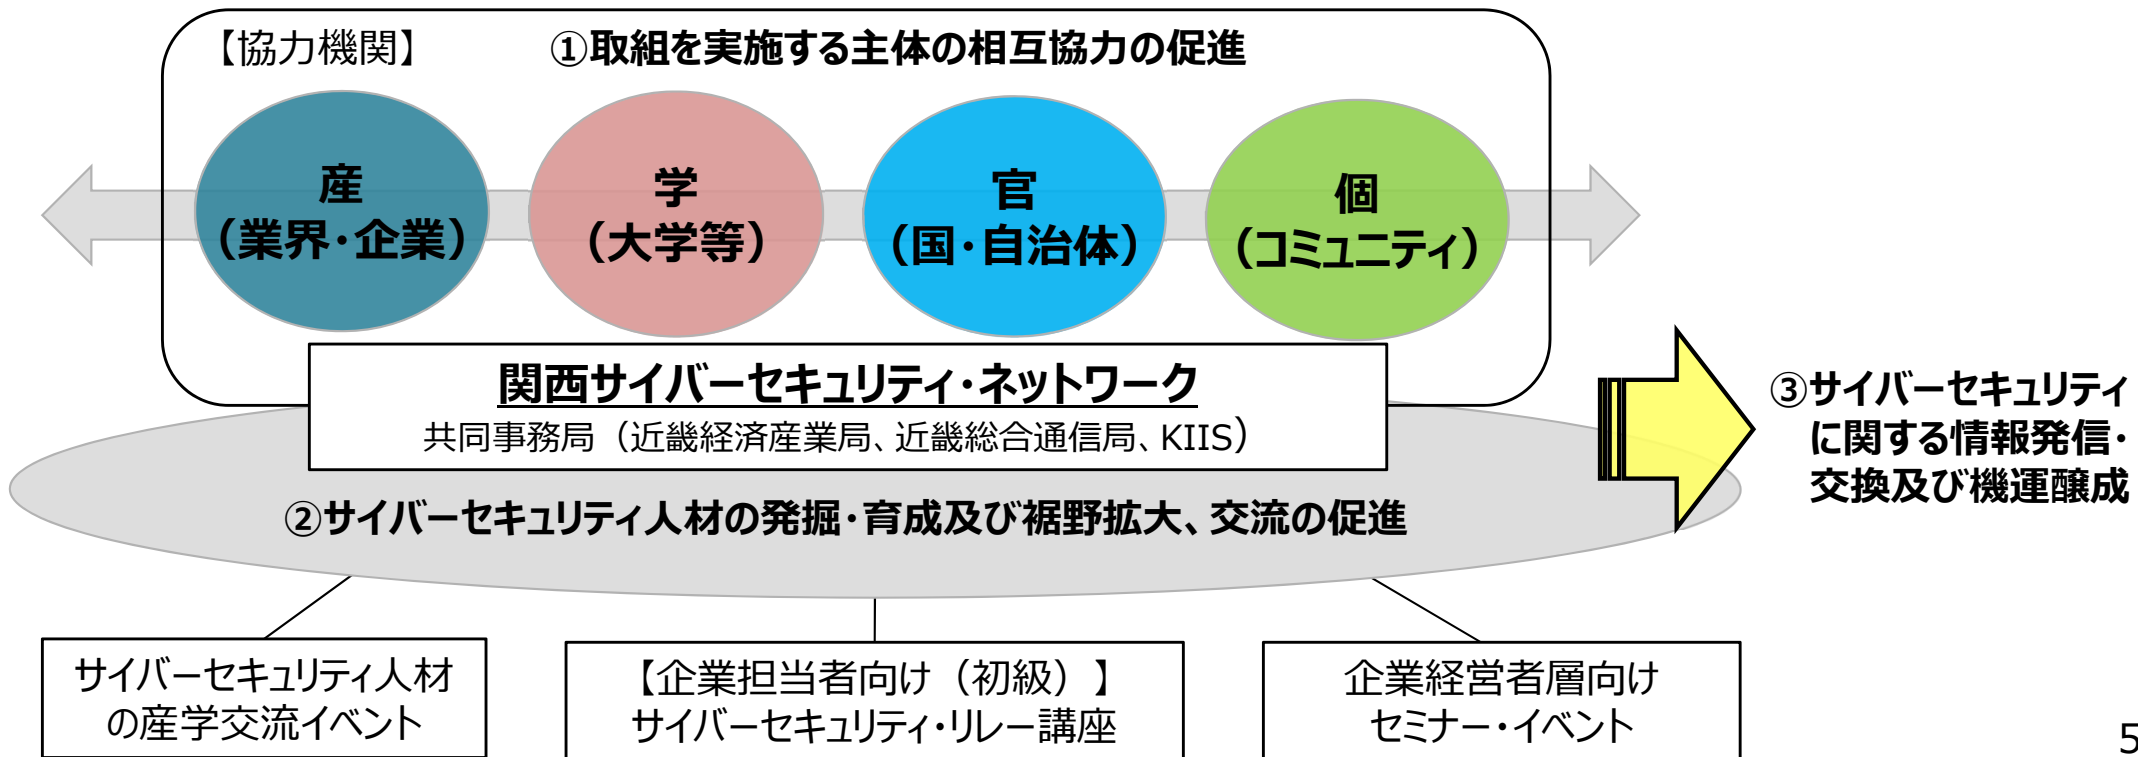 【協力機関】
①取組を実施する主体の相互協力の促進
産
（業界・企業）
学
（大学等）
官
（国・自治体）
個
（コミュニティ）
関西サイバーセキュリティ・ネットワーク
共同事務局（近畿経済産業局、近畿総合通信局、KIIS）
②サイバーセキュリティ人材の発掘・育成及び裾野拡大、交流の促進
③サイバーセキュリティ
に関する情報発信・
交換及び機運醸成
サイバーセキュリティ人材
の産学交流イベント
【企業担当者向け（初級）】
サイバーセキュリティ・リレー講座
企業経営者層向け
セミナー・イベント
5